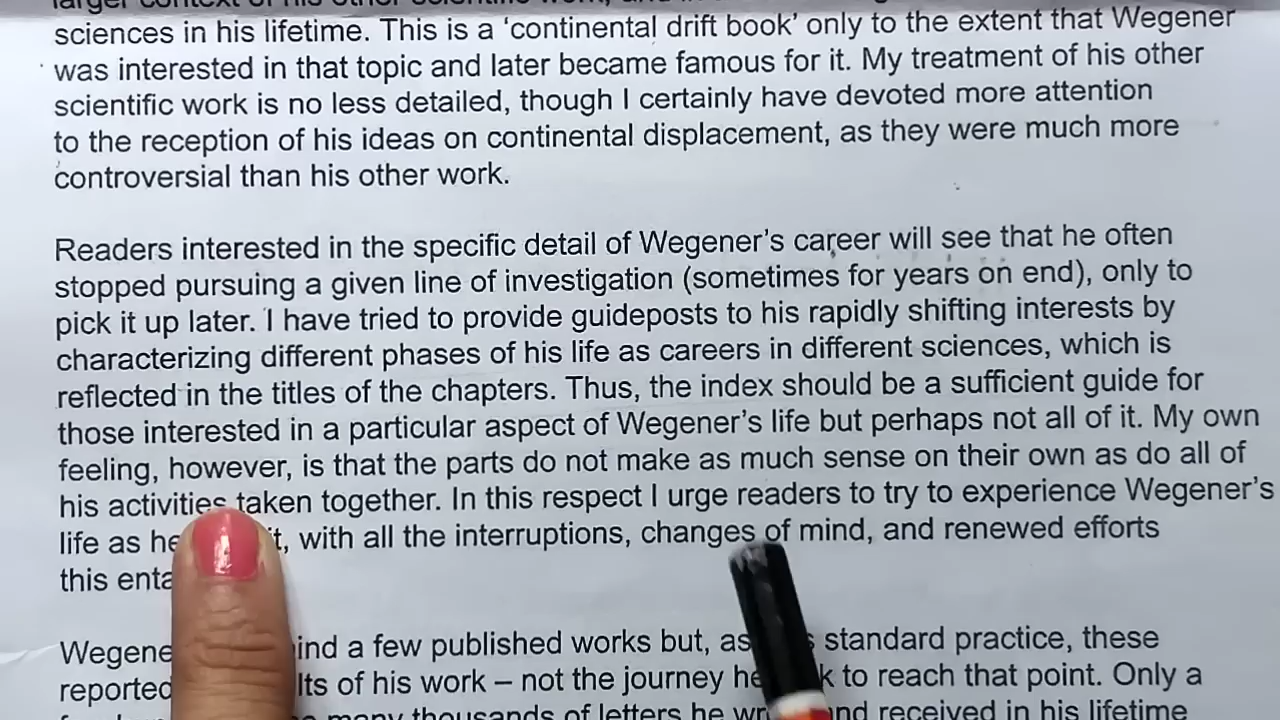 sciences in his lifetime. This is a ‘continental drift book’ only to the extent that Wegener
was interested in that topic and later became famous for it. My treatment of his other
scientific work is no less detailed, though I certainly have devoted more attention
to the reception of his ideas on continental displacement, as they were much more
controversial than his other work.
Readers interested in the specific detail of Wegener’s career will see that he often
stopped pursuing a given line of investigation (sometimes for years on end), only to
pick it up later. I have tried to provide guideposts to his rapidly shifting interests by
characterizing different phases of his life as careers in different sciences, which is
reflected in the titles of the chapters. Thus, the index should be a sufficient guide for
those interested in a particular aspect of Wegener’s life but perhaps not all of it. My own
feeling, however, is that the parts do not make as much sense on their own as do all of
his activities taken together. In this respect I urge readers to try to experience Wegener’s
life as he with all the interruptions, changes of mind, and renewed efforts
this
a few published works but, standard practice, these
reported of his work – not the journey to reach that point. Only a
many thousands of letters he and received in his lifetime